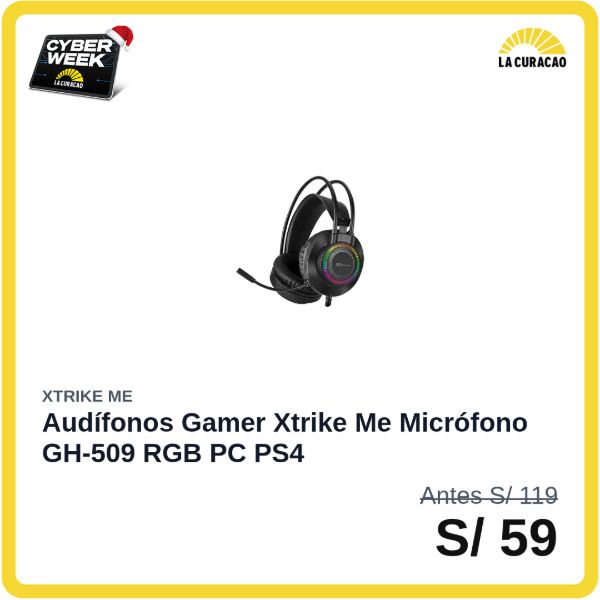 CYBER
WEEK
LA CURACAO
LA CURACAO
XTRIKE ME
Audífonos Gamer Xtrike Me Micrófono
GH-509 RGB PC PS4
Antes S/ 119
S/ 59